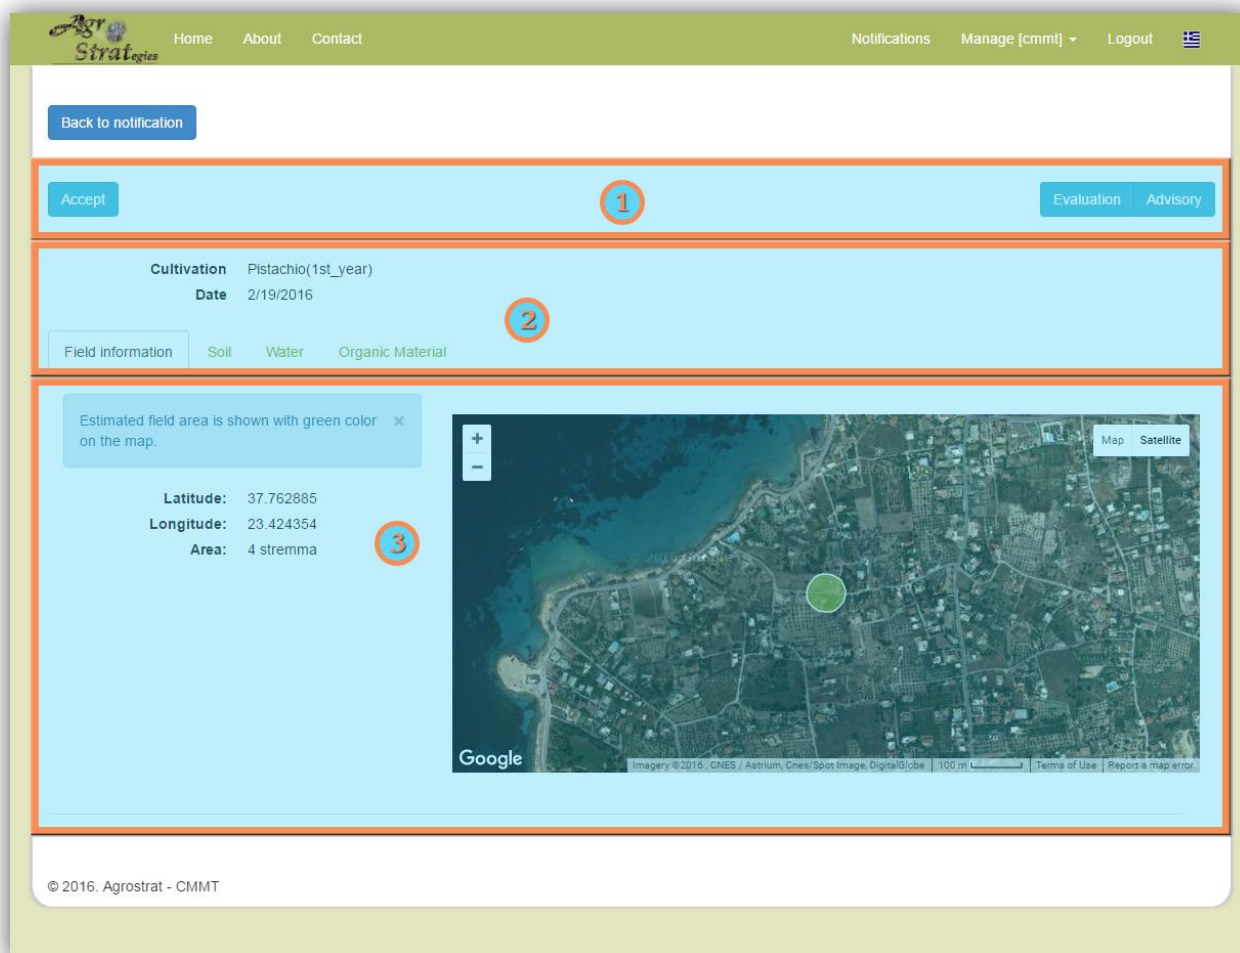 Agro
Strategies
Home About Contact Notifications Manage [cmmt] Logout
Back to notification
Accept 1 Evaluation Advisory
Cultivation Pistachio(1st_year)
Date 2/19/2016
2
Field information Soil Water Organic Material
Estimated field area is shown with green color ×
on the map.
+
−
Map Satellite
Latitude: 37.762885
Longitude: 23.424354
Area: 4 stremma
3
Google
Imagery ©2016 , CNES / Astrium, Cnes/Spot Image, DigitalGlobe 100 m Terms of Use Report a map error
© 2016. Agrostrat - CMMT